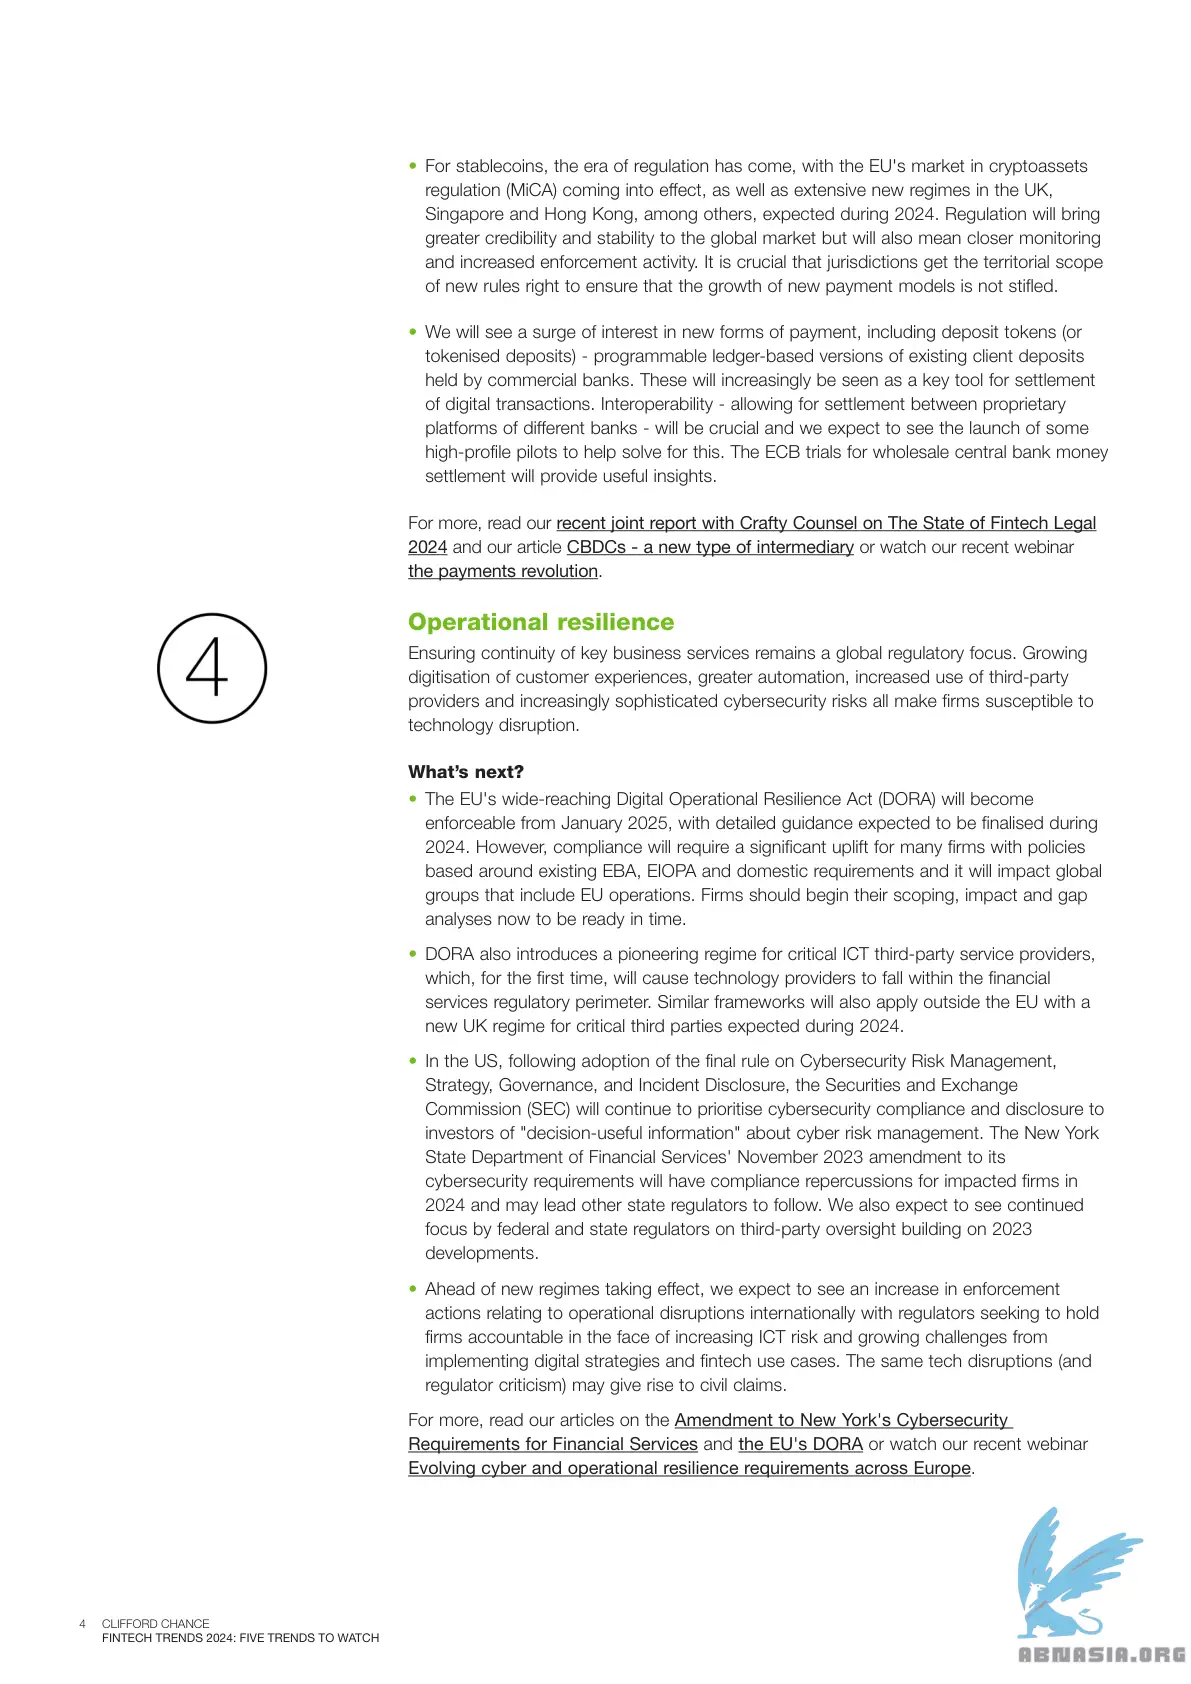 • For stablecoins, the era of regulation has come, with the EU's market in cryptoassets
regulation (MiCA) coming into effect, as well as extensive new regimes in the UK,
Singapore and Hong Kong, among others, expected during 2024. Regulation will bring
greater credibility and stability to the global market but will also mean closer monitoring
and increased enforcement activity. It is crucial that jurisdictions get the territorial scope
of new rules right to ensure that the growth of new payment models is not stifled.
• We will see a surge of interest in new forms of payment, including deposit tokens (or
tokenised deposits) - programmable ledger-based versions of existing client deposits
held by commercial banks. These will increasingly be seen as a key tool for settlement
of digital transactions. Interoperability - allowing for settlement between proprietary
platforms of different banks - will be crucial and we expect to see the launch of some
high-profile pilots to help solve for this. The ECB trials for wholesale central bank money
settlement will provide useful insights.
For more, read our recent joint report with Crafty Counsel on The State of Fintech Legal
2024 and our article CBDCs - a new type of intermediary or watch our recent webinar
the payments revolution.
4
Operational resilience
Ensuring continuity of key business services remains a global regulatory focus. Growing
digitisation of customer experiences, greater automation, increased use of third-party
providers and increasingly sophisticated cybersecurity risks all make firms susceptible to
technology disruption.
What's next?
• The EU's wide-reaching Digital Operational Resilience Act (DORA) will become
enforceable from January 2025, with detailed guidance expected to be finalised during
2024. However, compliance will require a significant uplift for many firms with policies
based around existing EBA, EIOPA and domestic requirements and it will impact global
groups that include EU operations. Firms should begin their scoping, impact and gap
analyses now to be ready in time.
• DORA also introduces a pioneering regime for critical ICT third-party service providers,
which, for the first time, will cause technology providers to fall within the financial
services regulatory perimeter. Similar frameworks will also apply outside the EU with a
new UK regime for critical third parties expected during 2024.
• In the US, following adoption of the final rule on Cybersecurity Risk Management,
Strategy, Governance, and Incident Disclosure, the Securities and Exchange
Commission (SEC) will continue to prioritise cybersecurity compliance and disclosure to
investors of "decision-useful information" about cyber risk management. The New York
State Department of Financial Services' November 2023 amendment to its
cybersecurity requirements will have compliance repercussions for impacted firms in
2024 and may lead other state regulators to follow. We also expect to see continued
focus by federal and state regulators on third-party oversight building on 2023
developments.
• Ahead of new regimes taking effect, we expect to see an increase in enforcement
actions relating to operational disruptions internationally with regulators seeking to hold
firms accountable in the face of increasing ICT risk and growing challenges from
implementing digital strategies and fintech use cases. The same tech disruptions (and
regulator criticism) may give rise to civil claims.
For more, read our articles on the Amendment to New York's Cybersecurity
Requirements for Financial Services and the EU's DORA or watch our recent webinar
Evolving cyber and operational resilience requirements across Europe.
4 CLIFFORD CHANCE
FINTECH TRENDS 2024: FIVE TRENDS TO WATCH
ABNASIA.ORG